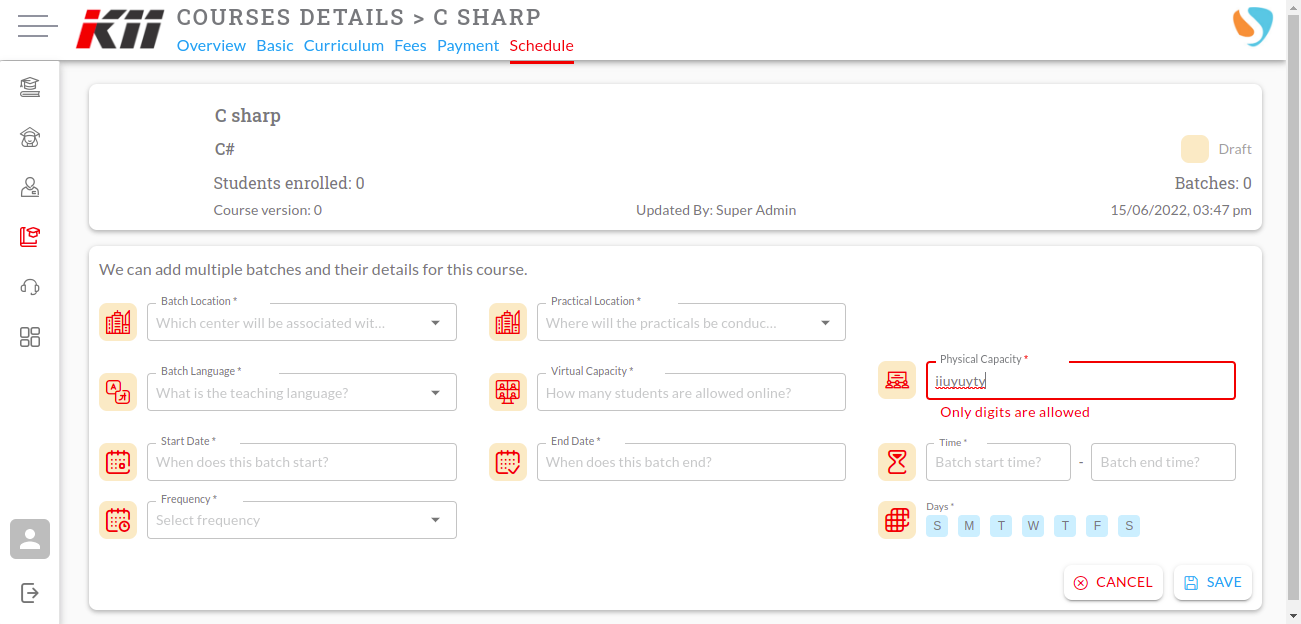 KII COURSES DETAILS > C SHARP
Overview Basic Curriculum Fees Payment Schedule
C sharp
C#
Draft
Students enrolled: 0
Batches: 0
Course version: 0
Updated By: Super Admin
15/06/2022, 03:47 pm
We can add multiple batches and their details for this course.
Batch Location *
Which center will be associated wit...
Practical Location *
Where will the practicals be conduc...
Physical Capacity *
iiuyuytv
Only digits are allowed
Batch Language *
What is the teaching language?
Virtual Capacity *
How many students are allowed online?
Start Date *
When does this batch start?
End Date *
When does this batch end?
Time *
Batch start time? - Batch end time?
Frequency *
Select frequency
Days *
S M T W T F S
CANCEL
SAVE